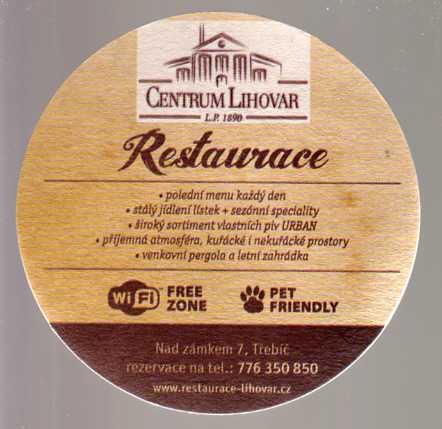 CENTRUM LIHOVAR
L.P. 1890
Restaurace
• polední menu každý den
• stálý jídlení lístek + sezónní speciality
• široký sortiment vlastních piv URBAN
• příjemná atmosféra, kuřácké i nekuřácké prostory
• venkovní pergola a letní zahrádka
WiFi FREE ZONE
PET FRIENDLY
Nad zámkem 7, Třebíč
rezervace na tel.: 776 350 850
www.restaurace-lihovar.cz